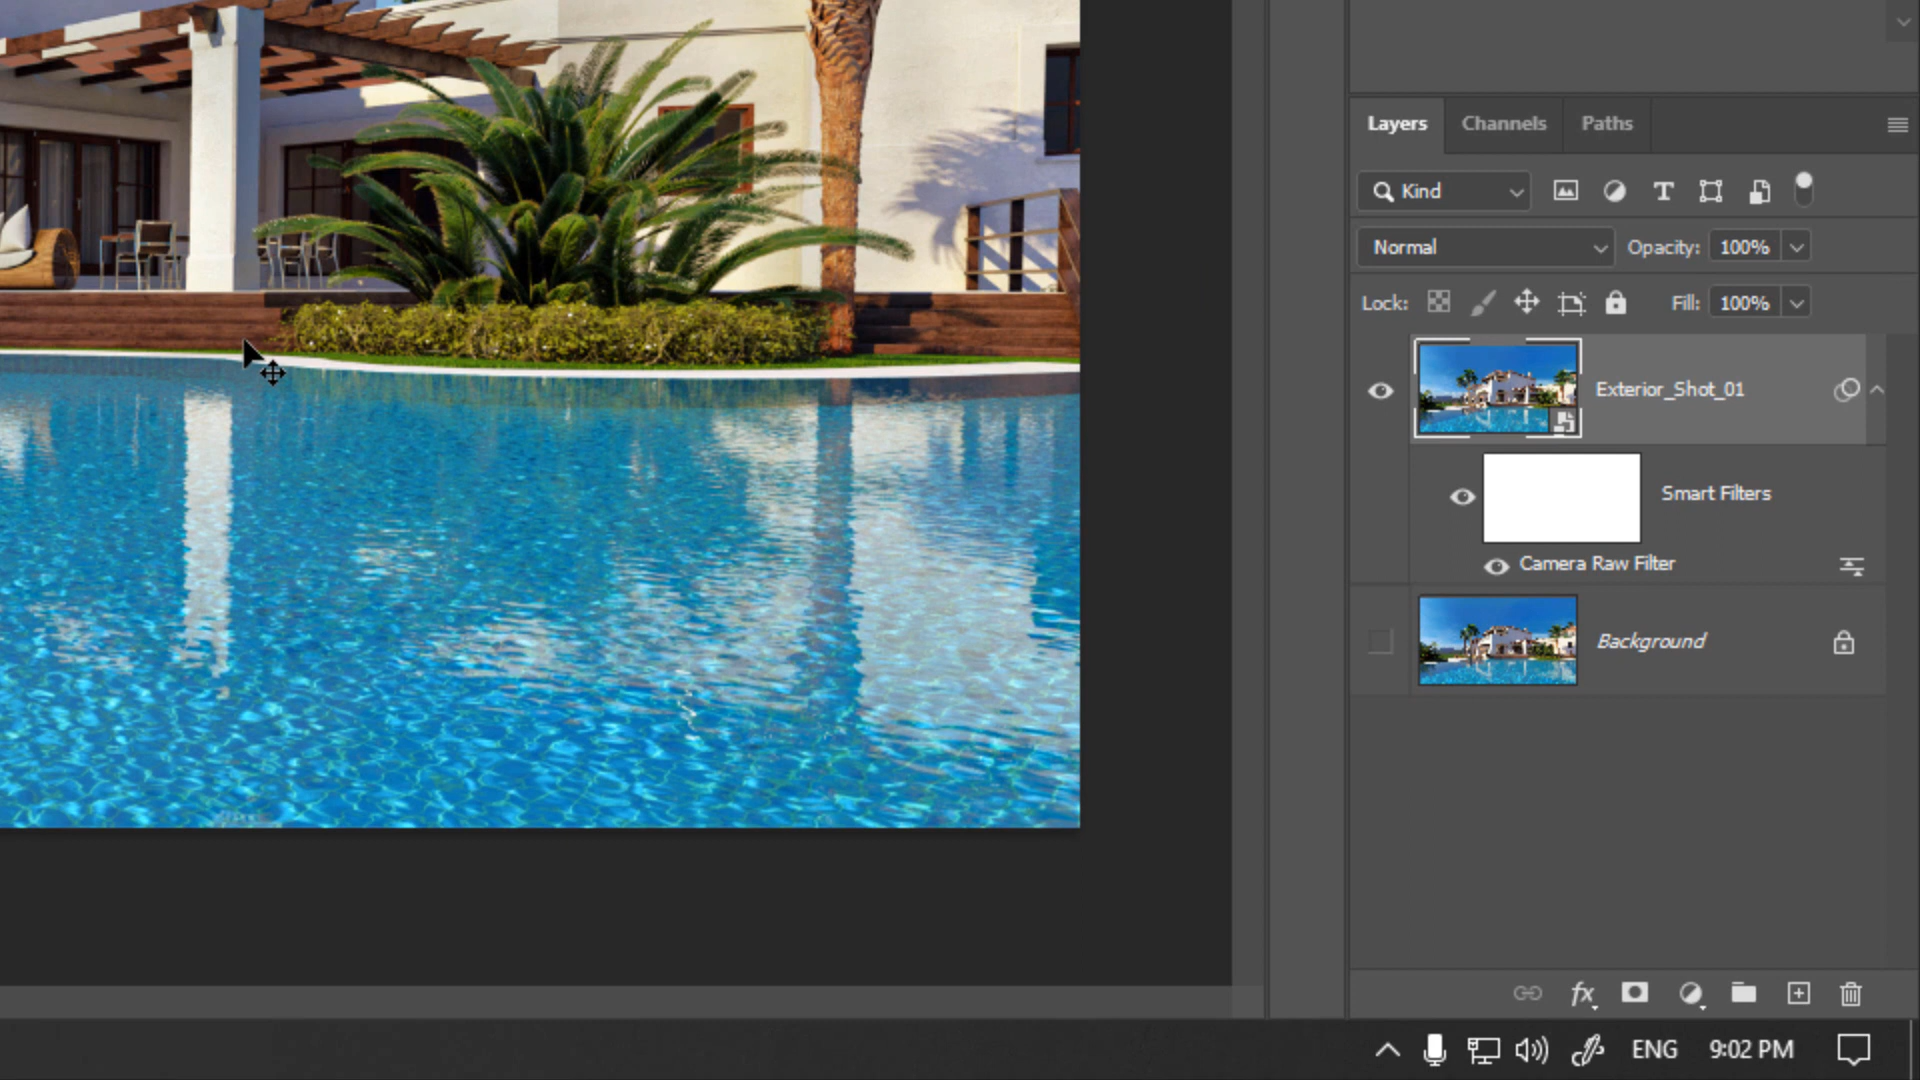 Layers Channels Paths
Kind
Normal Opacity: 100%
Lock: Fill: 100%
Exterior_Shot_01
Smart Filters
Camera Raw Filter
Background
fx
ENG 9:02 PM